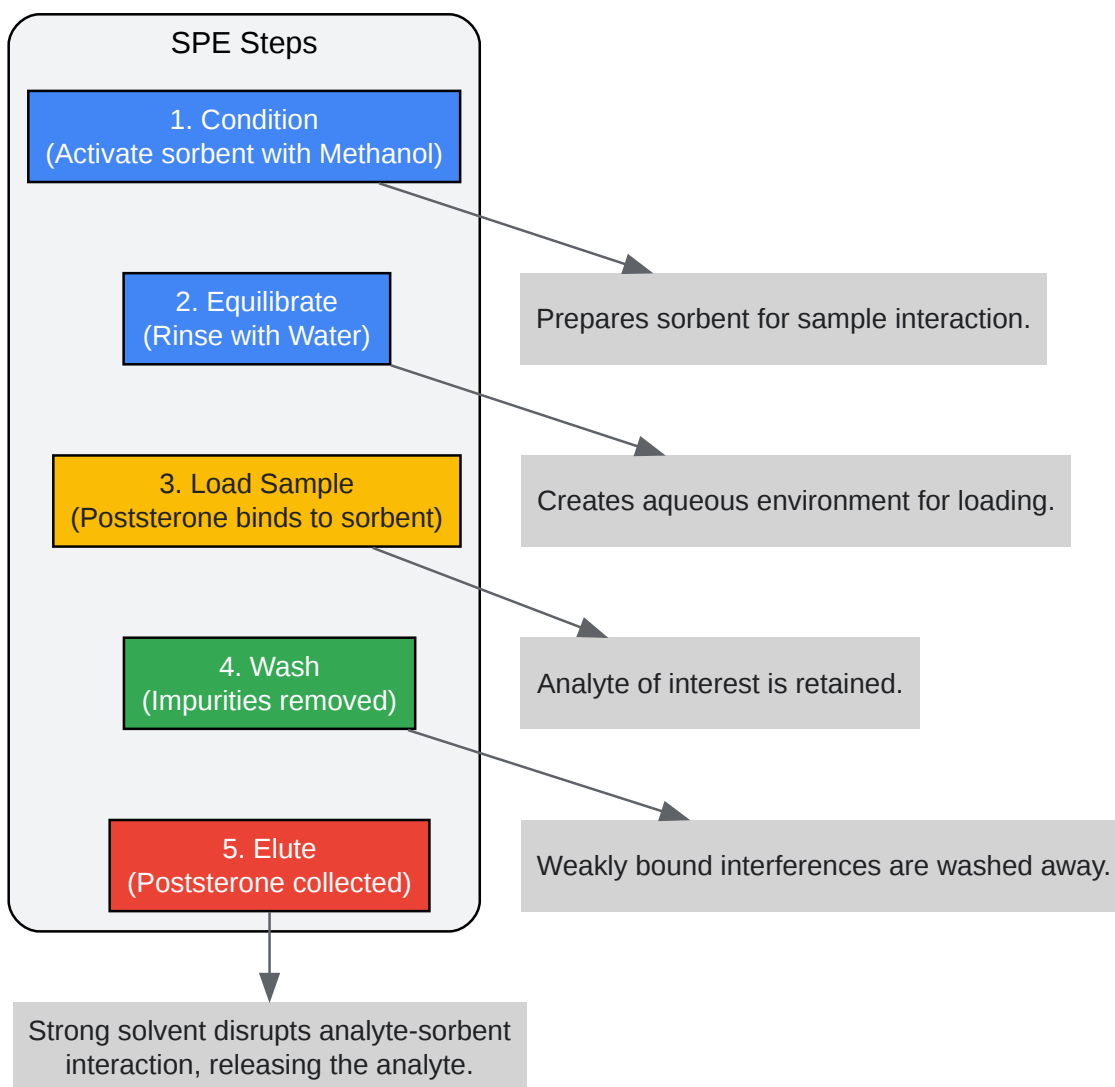 SPE Steps
1. Condition
(Activate sorbent with Methanol)
2. Equilibrate
(Rinse with Water)
Prepares sorbent for sample interaction.
3. Load Sample
(Poststerone binds to sorbent)
Creates aqueous environment for loading.
4. Wash
(Impurities removed)
Analyte of interest is retained.
5. Elute
(Poststerone collected)
Weakly bound interferences are washed away.
Strong solvent disrupts analyte-sorbent
interaction, releasing the analyte.